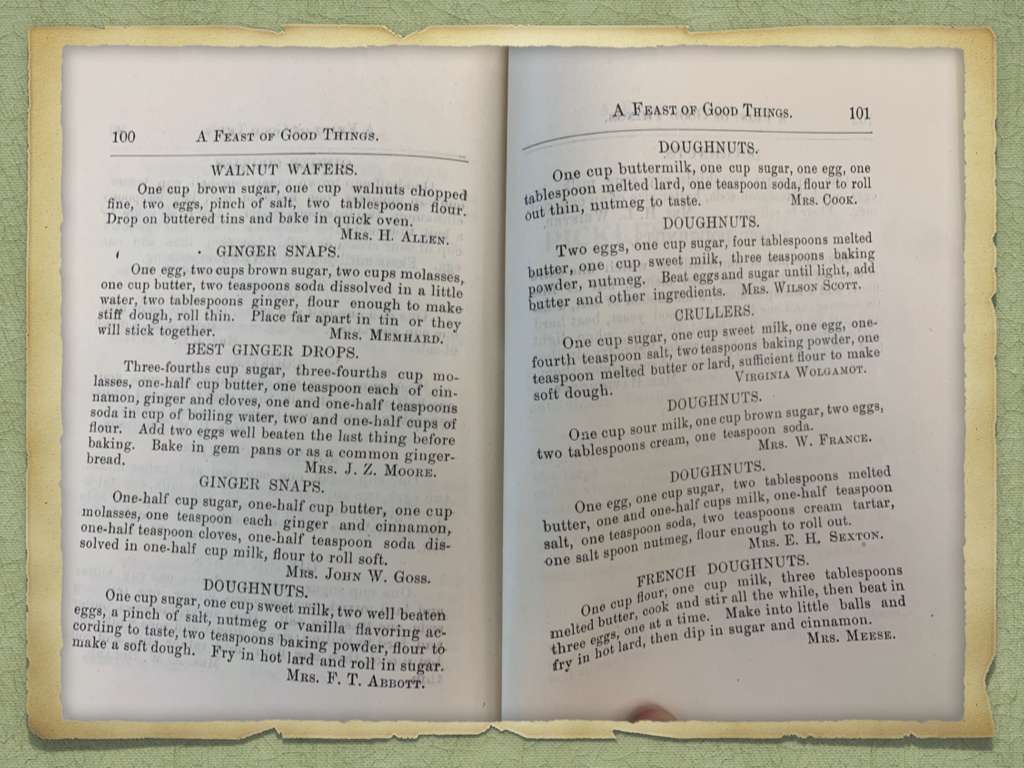 100 A FEAST OF GOOD THINGS.
WALNUT WAFERS.
One cup brown sugar, one cup walnuts chopped
fine, two eggs, pinch of salt, two tablespoons flour.
Drop on buttered tins and bake in quick oven.
MRS. H. ALLEN.
GINGER SNAPS.
One egg, two cups brown sugar, two cups molasses,
one cup butter, two teaspoons soda dissolved in a little
water, two tablespoons ginger, flour enough to make
stiff dough, roll thin. Place far apart in tin or they
will stick together. MRS. MEMHARD.
BEST GINGER DROPS.
Three-fourths cup sugar, three-fourths cup mo-
lasses, one-half cup butter, one teaspoon each of cin-
namon, ginger and cloves, one and one-half teaspoons
soda in cup of boiling water, two and one-half cups of
flour. Add two eggs well beaten the last thing before
baking. Bake in gem pans or as a common ginger-
bread. MRS. J. Z. MOORE.
GINGER SNAPS.
One-half cup sugar, one-half cup butter, one cup
molasses, one teaspoon each ginger and cinnamon,
one-half teaspoon cloves, one-half teaspoon soda dis-
solved in one-half cup milk, flour to roll soft.
MRS. JOHN W. GOSS.
DOUGHNUTS.
One cup sugar, one cup sweet milk, two well beaten
eggs, a pinch of salt, nutmeg or vanilla flavoring ac-
cording to taste, two teaspoons baking powder, flour to
make a soft dough. Fry in hot lard and roll in sugar.
MRS. F. T. ABBOTT.
A FEAST OF GOOD THINGS. 101
DOUGHNUTS.
One cup buttermilk, one cup sugar, one egg, one
tablespoon melted lard, one teaspoon soda, flour to roll
out thin, nutmeg to taste. MRS. COOK.
DOUGHNUTS.
Two eggs, one cup sugar, four tablespoons melted
butter, one cup sweet milk, three teaspoons baking
powder, nutmeg. Beat eggs and sugar until light, add
butter and other ingredients. MRS. WILSON SCOTT.
CRULLERS.
One cup sugar, one cup sweet milk, one egg, one-
fourth teaspoon salt, two teaspoons baking powder, one
teaspoon melted butter or lard, sufficient flour to make
soft dough. VIRGINIA WOLGAMOT.
DOUGHNUTS.
One cup sour milk, one cup brown sugar, two eggs,
two tablespoons cream, one teaspoon soda.
MRS. W. FRANCE.
DOUGHNUTS.
One egg, one cup sugar, two tablespoons melted
butter, one and one-half cups milk, one-half teaspoon
salt, one teaspoon soda, two teaspoons cream tartar,
one salt spoon nutmeg, flour enough to roll out.
MRS. E. H. SEXTON.
FRENCH DOUGHNUTS.
One cup flour, one cup milk, three tablespoons
melted butter, cook and stir all the while, then beat in
three eggs, one at a time. Make into little balls and
fry in hot lard, then dip in sugar and cinnamon.
MRS. MEESE.